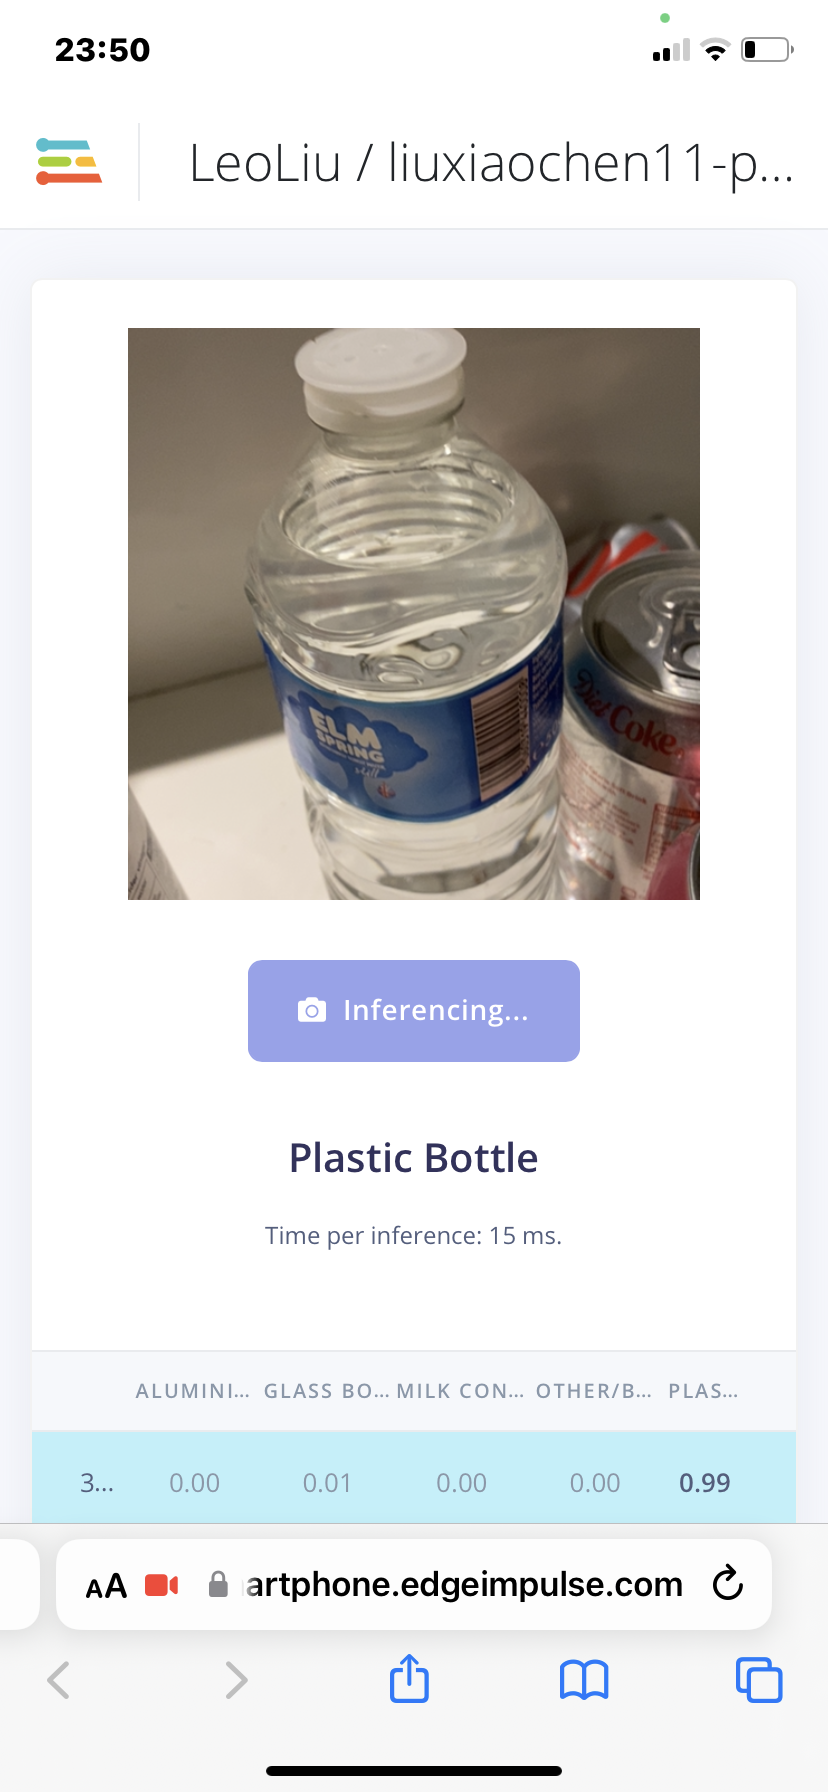 23:50
LeoLiu / liuxiaochen11-p...
ELM
SPRING
still
Diet Coke
Inferencing...
Plastic Bottle
Time per inference: 15 ms.
ALUMINI... GLASS BO... MILK CON... OTHER/B... PLAS...
3... 0.00 0.01 0.00 0.00 0.99
AA artphone.edgeimpulse.com